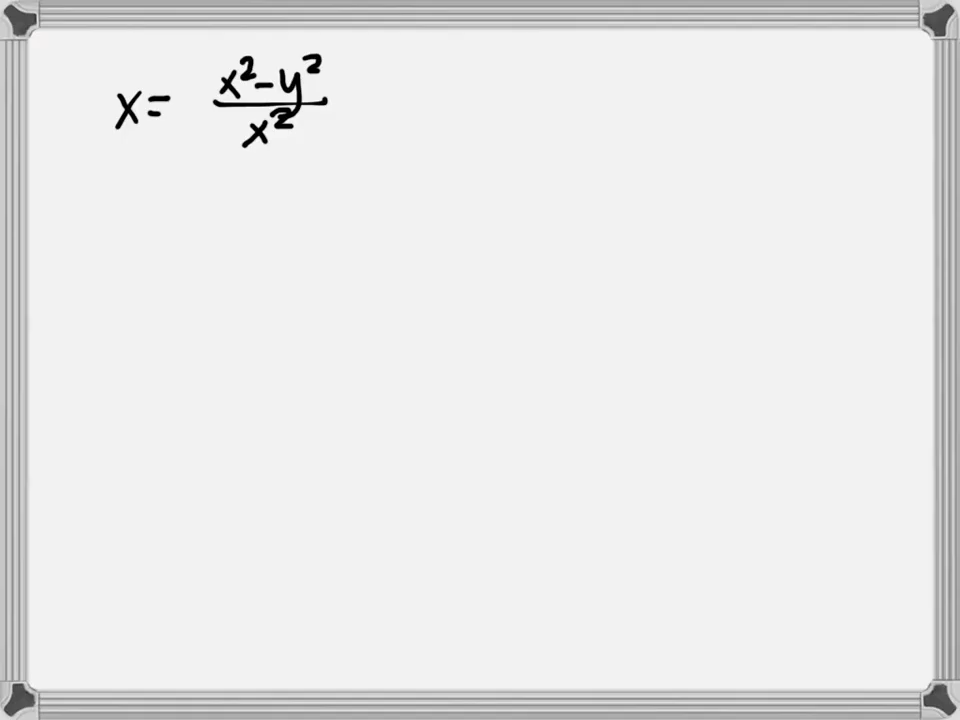 x = (x² - y²) / x²